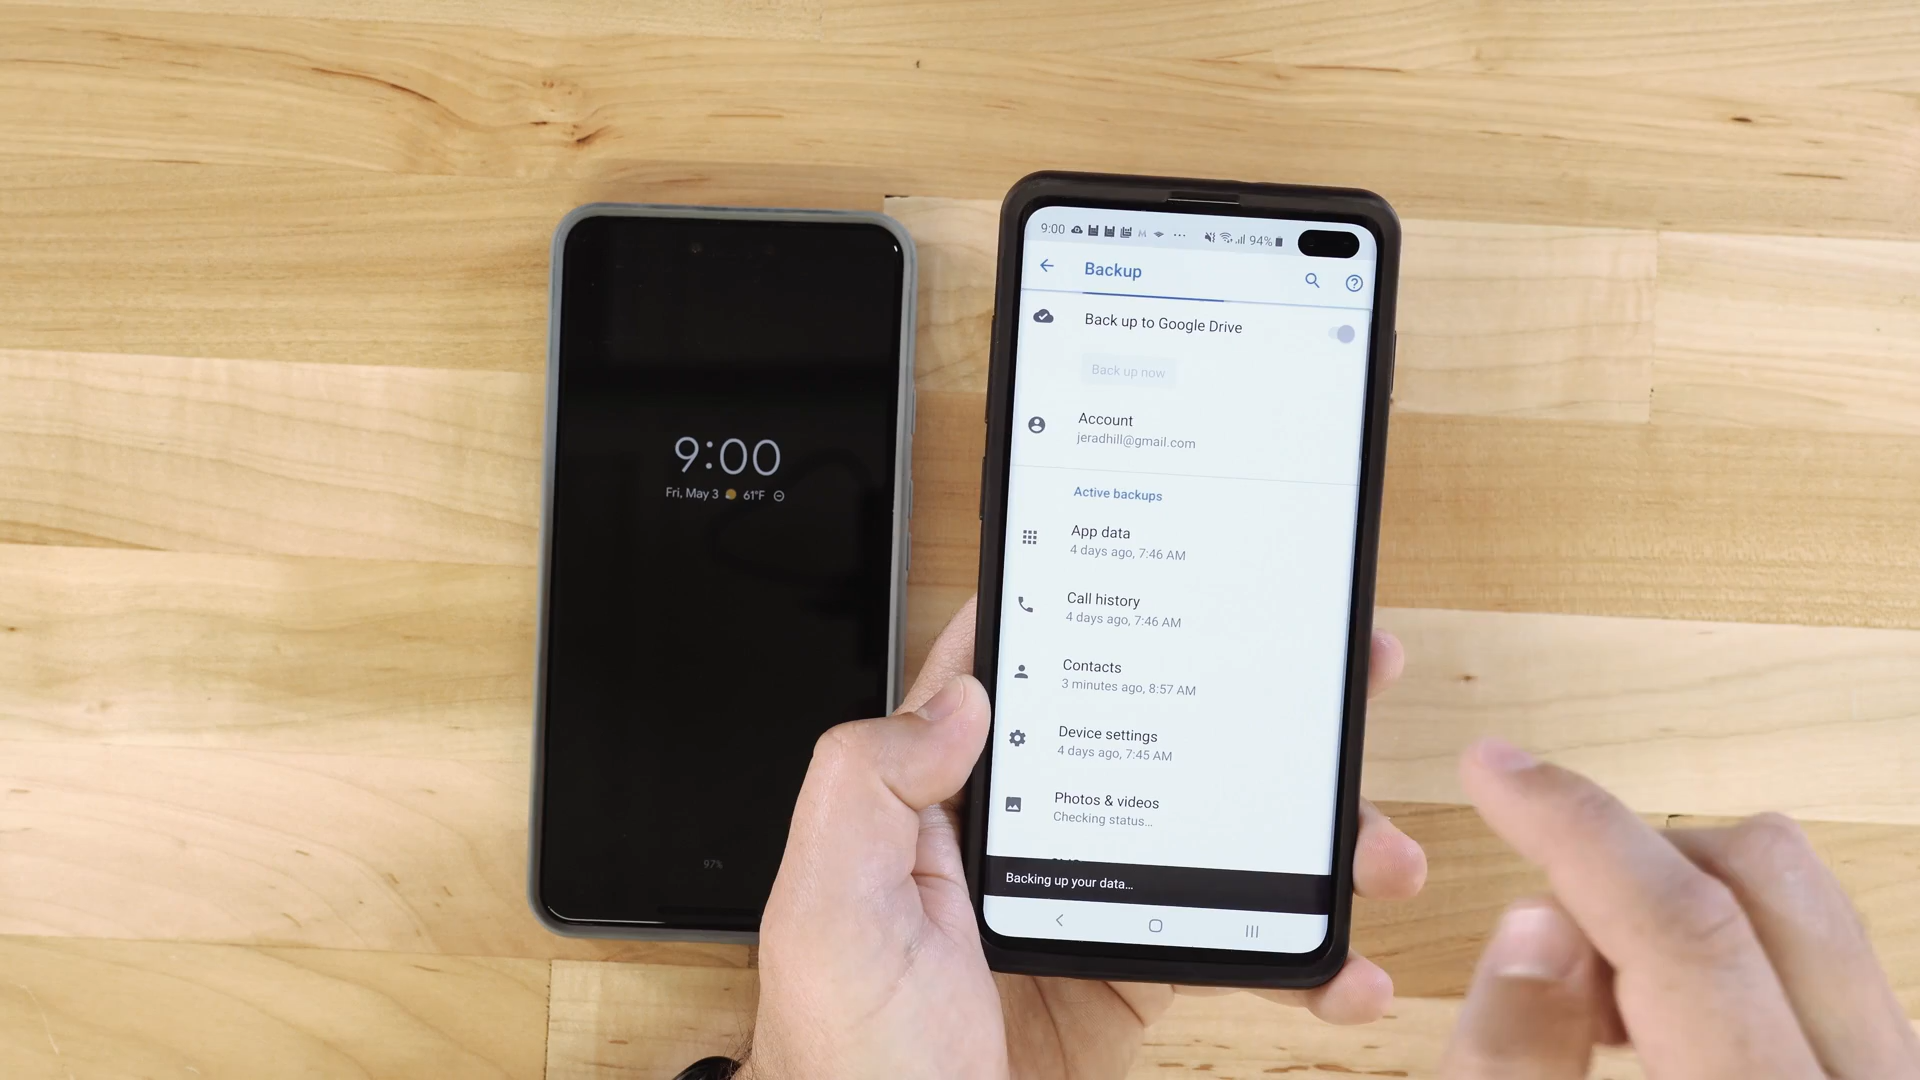 9:00
Fri, May 3 61°F
97%
9:00 94%
Backup
Back up to Google Drive
Back up now
Account
jeradhill@gmail.com
Active backups
App data
4 days ago, 7:46 AM
Call history
4 days ago, 7:46 AM
Contacts
3 minutes ago, 8:57 AM
Device settings
4 days ago, 7:45 AM
Photos & videos
Checking status...
Backing up your data...